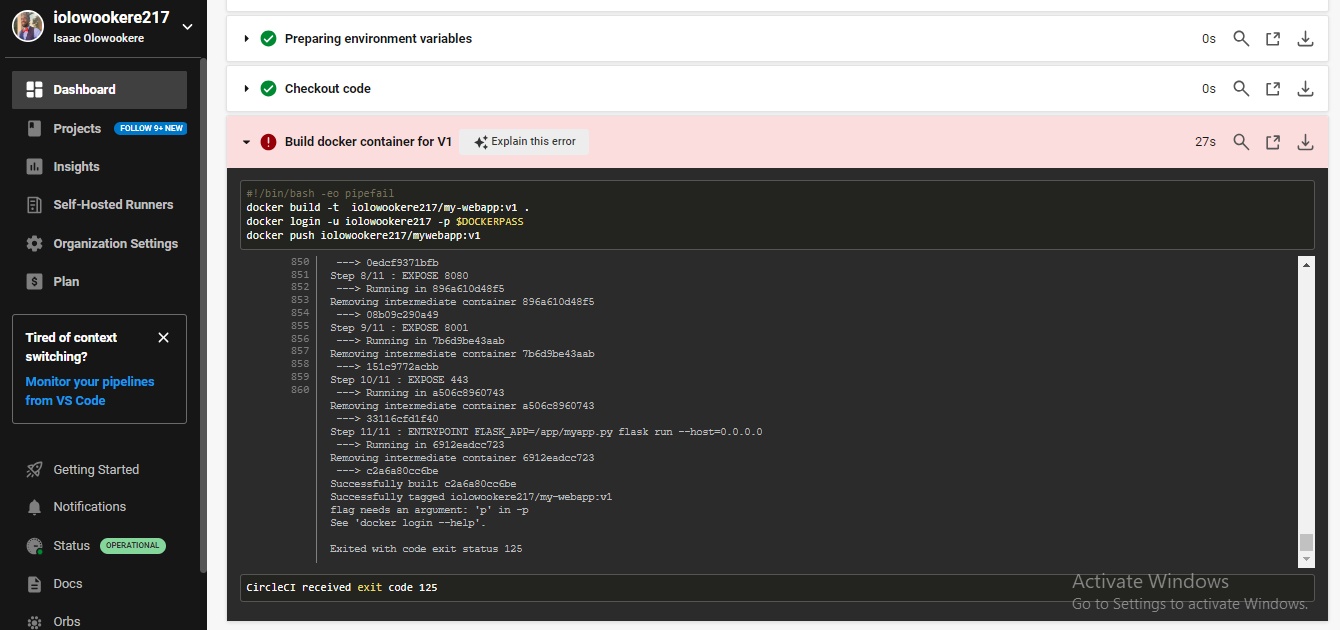 iolowookere217
Isaac Olowookere
Dashboard
Projects FOLLOW 9+ NEW
Insights
Self-Hosted Runners
Organization Settings
Plan
Tired of context
switching?
Monitor your pipelines
from VS Code
Getting Started
Notifications
Status OPERATIONAL
Docs
Orbs
Preparing environment variables 0s
Checkout code 0s
Build docker container for V1 Explain this error 27s
#!/bin/bash -eo pipefail
docker build -t  iolowookere217/my-webapp:v1 .
docker login -u iolowookere217 -p $DOCKERPASS
docker push iolowookere217/mywebapp:v1
850 ---> 0edcf9371bfb
851 Step 8/11 : EXPOSE 8080
852 ---> Running in 896a610d48f5
853 Removing intermediate container 896a610d48f5
854 ---> 08b09c290a49
855 Step 9/11 : EXPOSE 8001
856 ---> Running in 7b6d9be43aab
857 Removing intermediate container 7b6d9be43aab
858 ---> 151c9772acbb
859 Step 10/11 : EXPOSE 443
860 ---> Running in a506c8960743
Removing intermediate container a506c8960743
---> 33116cfd1f40
Step 11/11 : ENTRYPOINT FLASK_APP=/app/myapp.py flask run --host=0.0.0.0
---> Running in 6912eadcc723
Removing intermediate container 6912eadcc723
---> c2a6a80cc6be
Successfully built c2a6a80cc6be
Successfully tagged iolowookere217/my-webapp:v1
flag needs an argument: 'p' in -p
See 'docker login --help'.
Exited with code exit status 125
CircleCI received exit code 125
Activate Windows
Go to Settings to activate Windows.